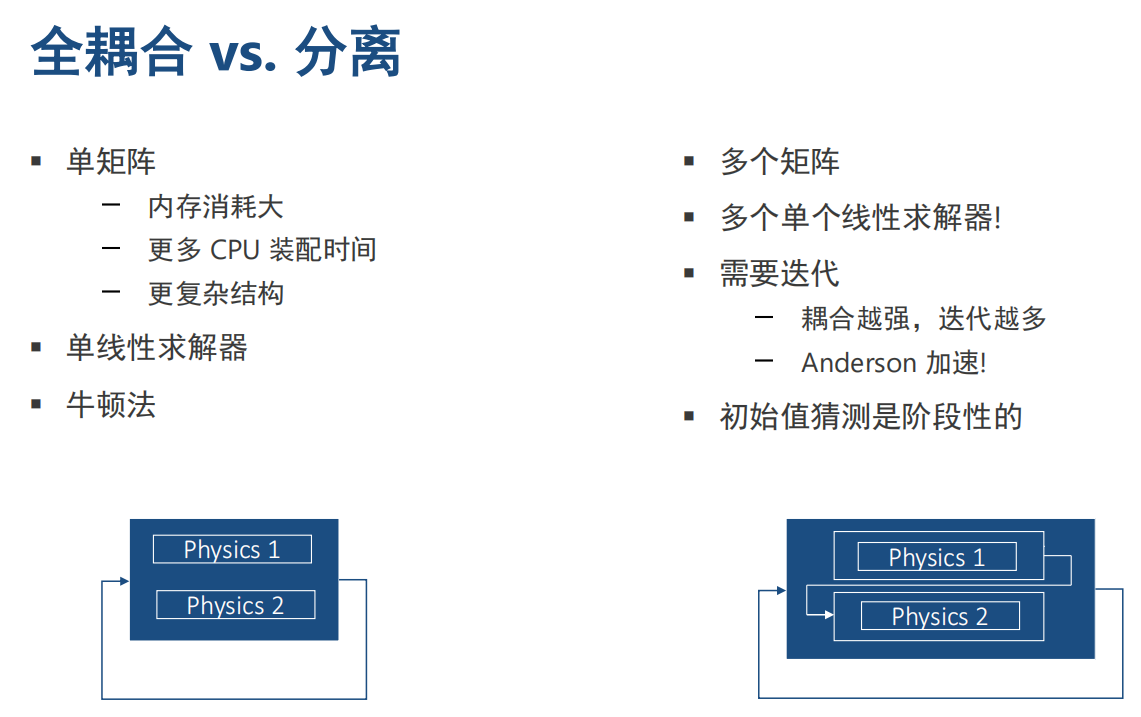 全耦合 vs. 分离
▪ 单矩阵
— 内存消耗大
— 更多 CPU 装配时间
— 更复杂结构
▪ 单线性求解器
▪ 牛顿法
Physics 1
Physics 2
▪ 多个矩阵
▪ 多个单个线性求解器!
▪ 需要迭代
— 耦合越强，迭代越多
— Anderson 加速!
▪ 初始值猜测是阶段性的
Physics 1
Physics 2